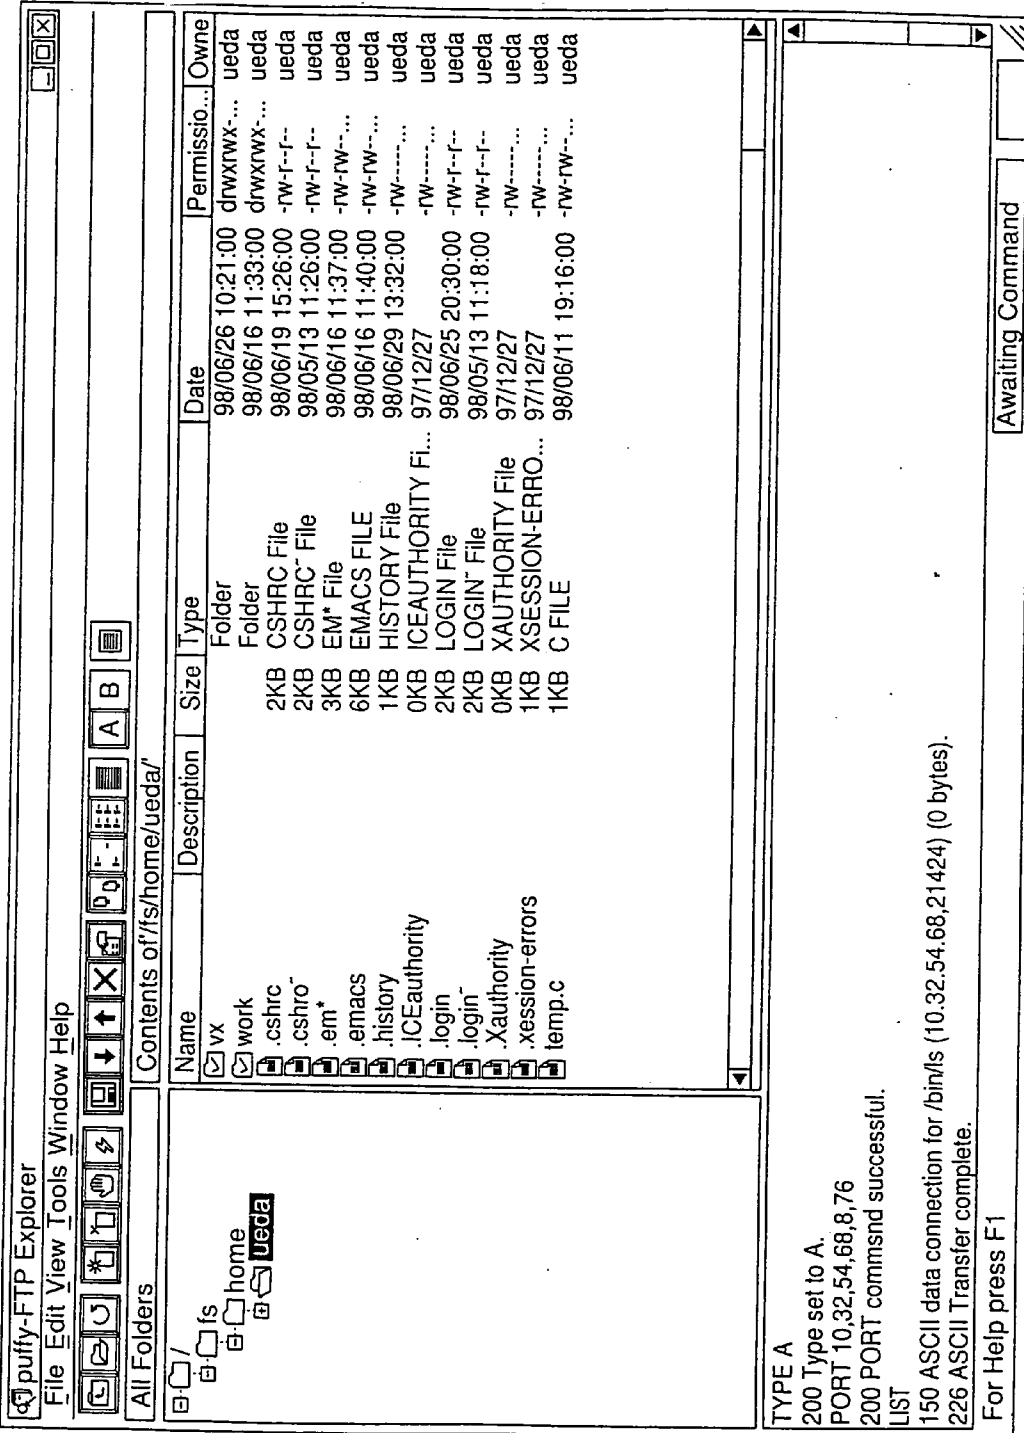 puffy-FTP Explorer
File Edit View Tools Window Help
A B
All Folders
Contents of'/fs/home/ueda/'
/
fs
home
ueda
Name Description Size Type Date Permissio... Owne
vx Folder 98/06/26 10:21:00 drwxrwx-... ueda
work Folder 98/06/16 11:33:00 drwxrwx-... ueda
.cshrc 2KB CSHRC File 98/06/19 15:26:00 -rw-r--r-- ueda
.cshro~ 2KB CSHRC~ File 98/05/13 11:26:00 -rw-r--r-- ueda
.em* 3KB EM* File 98/06/16 11:37:00 -rw-rw--... ueda
.emacs 6KB EMACS FILE 98/06/16 11:40:00 -rw-rw--... ueda
.history 1KB HISTORY File 98/06/29 13:32:00 -rw-----... ueda
.ICEauthority 0KB ICEAUTHORITY Fi... 97/12/27 -rw-----... ueda
.login 2KB LOGIN File 98/06/25 20:30:00 -rw-r--r-- ueda
.login~ 2KB LOGIN~ File 98/05/13 11:18:00 -rw-r--r-- ueda
.Xauthority 0KB XAUTHORITY File 97/12/27 -rw-----... ueda
.xession-errors 1KB XSESSION-ERRO... 97/12/27 -rw-----... ueda
temp.c 1KB C FILE 98/06/11 19:16:00 -rw-rw--... ueda
TYPE A
200 Type set to A.
PORT 10,32,54,68,8,76
200 PORT commsnd successful.
LIST
150 ASCII data connection for /bin/ls (10.32.54.68,21424) (0 bytes).
226 ASCII Transfer complete.
For Help press F1
Awaiting Command